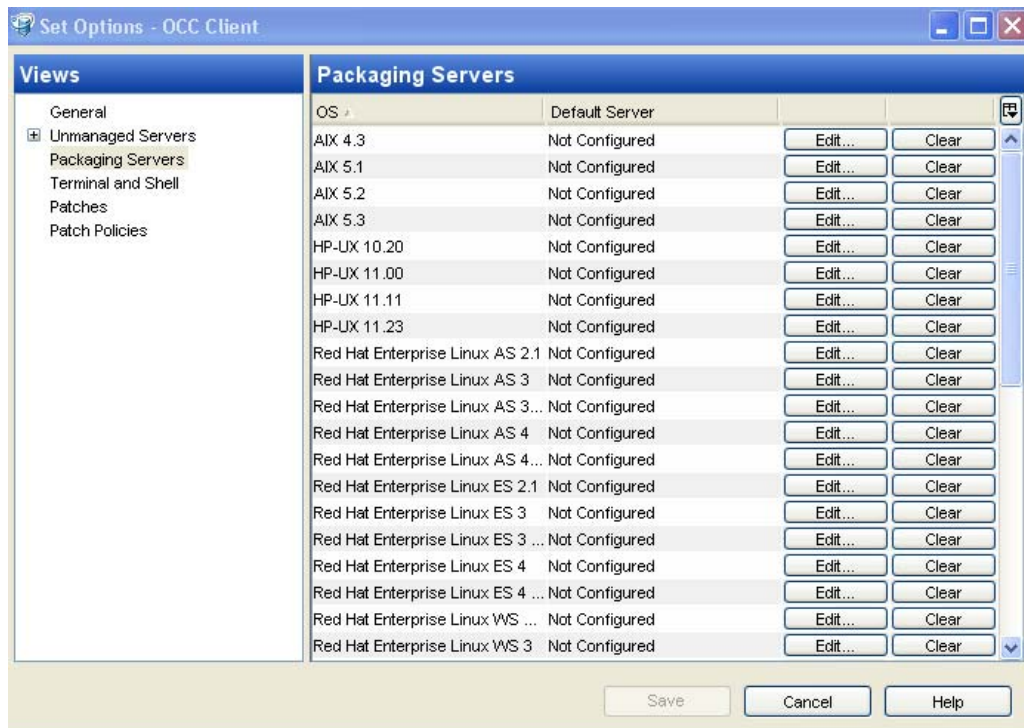 Set Options - OCC Client
Views
General
Unmanaged Servers
Packaging Servers
Terminal and Shell
Patches
Patch Policies
Packaging Servers
OS Default Server
AIX 4.3 Not Configured Edit... Clear
AIX 5.1 Not Configured Edit... Clear
AIX 5.2 Not Configured Edit... Clear
AIX 5.3 Not Configured Edit... Clear
HP-UX 10.20 Not Configured Edit... Clear
HP-UX 11.00 Not Configured Edit... Clear
HP-UX 11.11 Not Configured Edit... Clear
HP-UX 11.23 Not Configured Edit... Clear
Red Hat Enterprise Linux AS 2.1 Not Configured Edit... Clear
Red Hat Enterprise Linux AS 3 Not Configured Edit... Clear
Red Hat Enterprise Linux AS 3... Not Configured Edit... Clear
Red Hat Enterprise Linux AS 4 Not Configured Edit... Clear
Red Hat Enterprise Linux AS 4... Not Configured Edit... Clear
Red Hat Enterprise Linux ES 2.1 Not Configured Edit... Clear
Red Hat Enterprise Linux ES 3 Not Configured Edit... Clear
Red Hat Enterprise Linux ES 3 ... Not Configured Edit... Clear
Red Hat Enterprise Linux ES 4 Not Configured Edit... Clear
Red Hat Enterprise Linux ES 4 ... Not Configured Edit... Clear
Red Hat Enterprise Linux WS ... Not Configured Edit... Clear
Red Hat Enterprise Linux WS 3 Not Configured Edit... Clear
Save Cancel Help